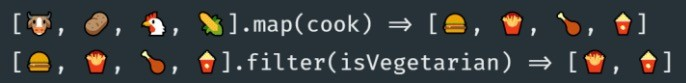 [🐮, 🥔, 🐔, 🌽].map(cook) ⇒ [🍔, 🍟, 🍗, 🍿]
[🍔, 🍟, 🍗, 🍿].filter(isVegetarian) ⇒ [🍟, 🍿]